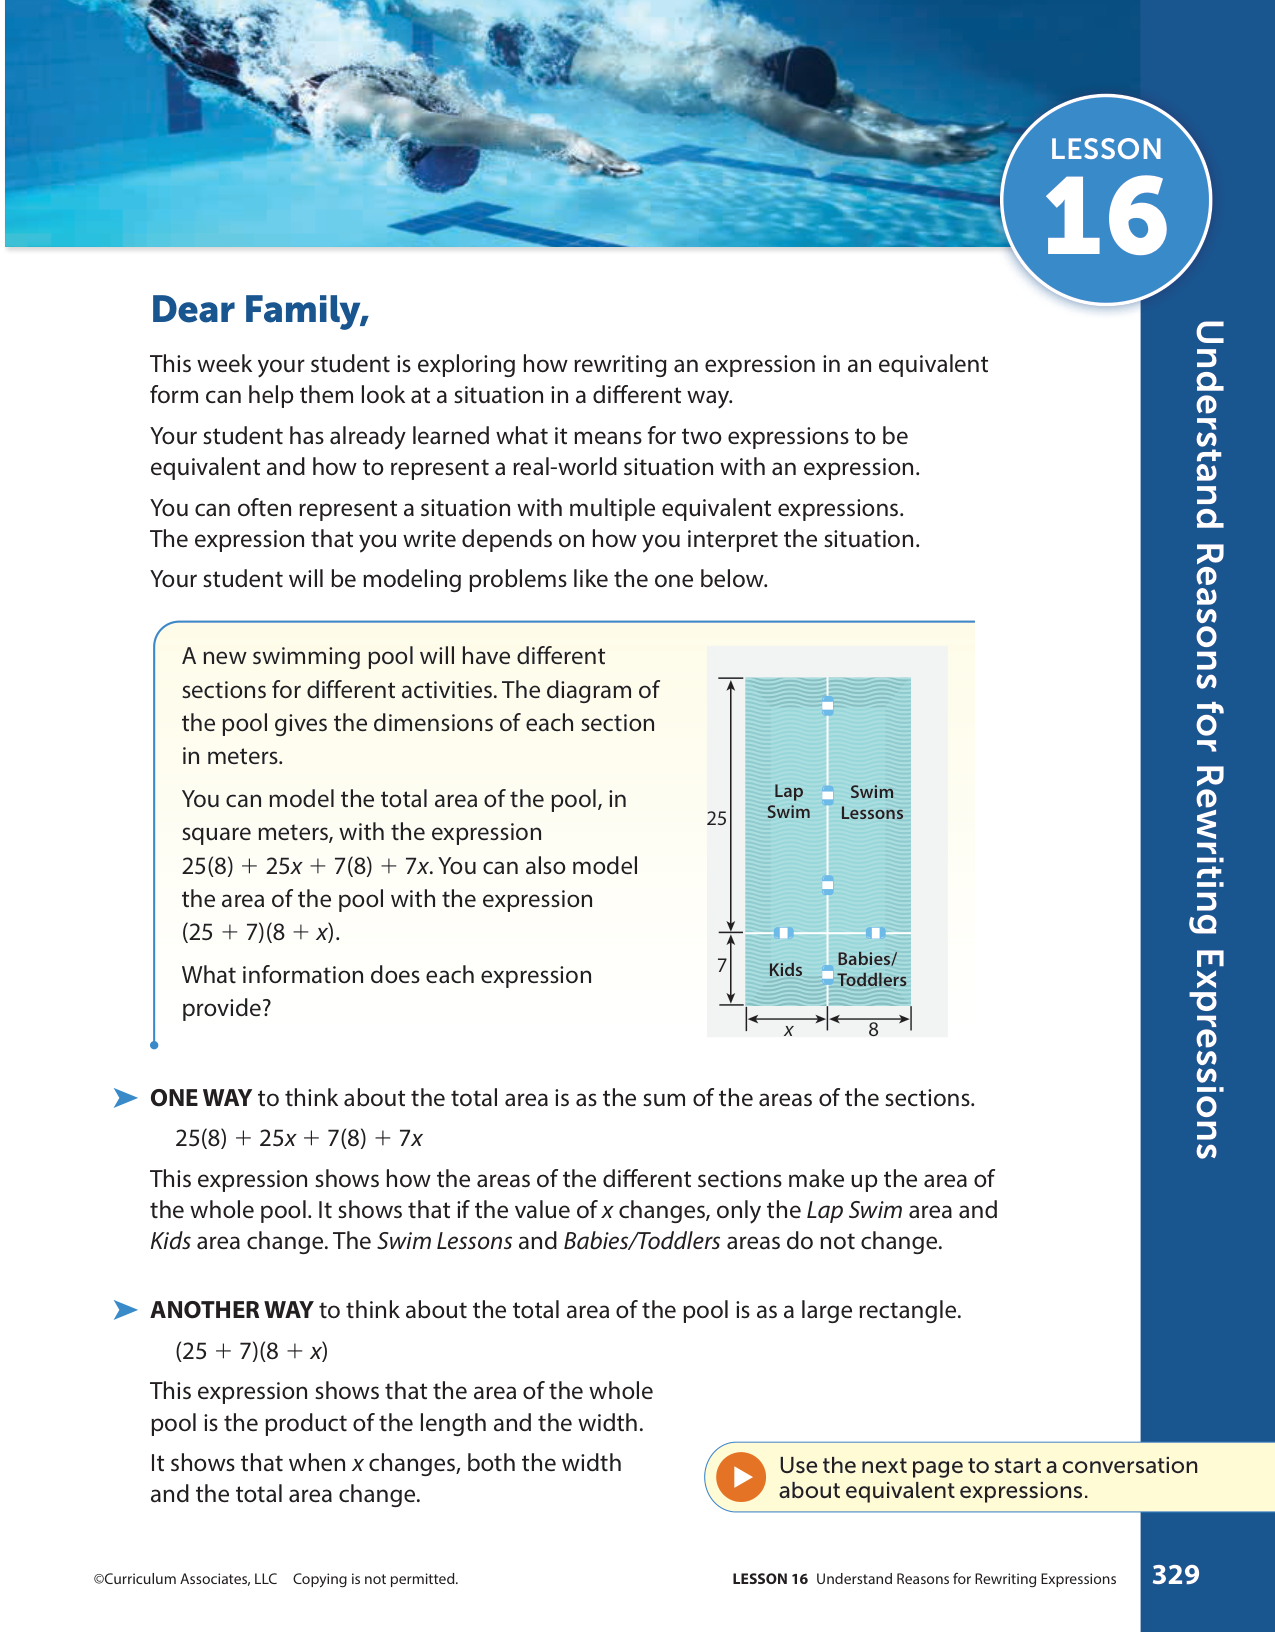 LESSON
16
Understand Reasons for Rewriting Expressions
Dear Family,
This week your student is exploring how rewriting an expression in an equivalent
form can help them look at a situation in a different way.
Your student has already learned what it means for two expressions to be
equivalent and how to represent a real-world situation with an expression.
You can often represent a situation with multiple equivalent expressions.
The expression that you write depends on how you interpret the situation.
Your student will be modeling problems like the one below.
A new swimming pool will have different
sections for different activities. The diagram of
the pool gives the dimensions of each section
in meters.
You can model the total area of the pool, in
square meters, with the expression
25(8) + 25x + 7(8) + 7x. You can also model
the area of the pool with the expression
(25 + 7)(8 + x).
What information does each expression
provide?
25
Lap
Swim
Swim
Lessons
7
Kids
Babies/
Toddlers
x
8
ONE WAY to think about the total area is as the sum of the areas of the sections.
25(8) + 25x + 7(8) + 7x
This expression shows how the areas of the different sections make up the area of
the whole pool. It shows that if the value of x changes, only the Lap Swim area and
Kids area change. The Swim Lessons and Babies/Toddlers areas do not change.
ANOTHER WAY to think about the total area of the pool is as a large rectangle.
(25 + 7)(8 + x)
This expression shows that the area of the whole
pool is the product of the length and the width.
It shows that when x changes, both the width
and the total area change.
Use the next page to start a conversation
about equivalent expressions.
©Curriculum Associates, LLC Copying is not permitted.
LESSON 16 Understand Reasons for Rewriting Expressions
329